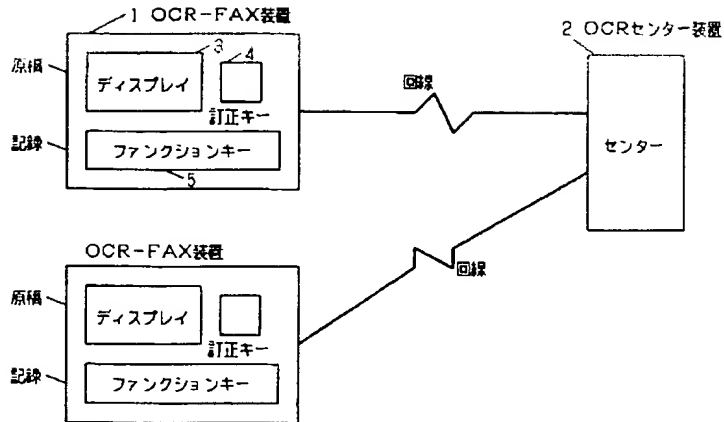 1 OCR-FAX装置
3
4
原稿
ディスプレイ
訂正キー
記録
ファンクションキー
5
回線
2 OCRセンター装置
センター
OCR-FAX装置
原稿
ディスプレイ
訂正キー
記録
ファンクションキー
回線